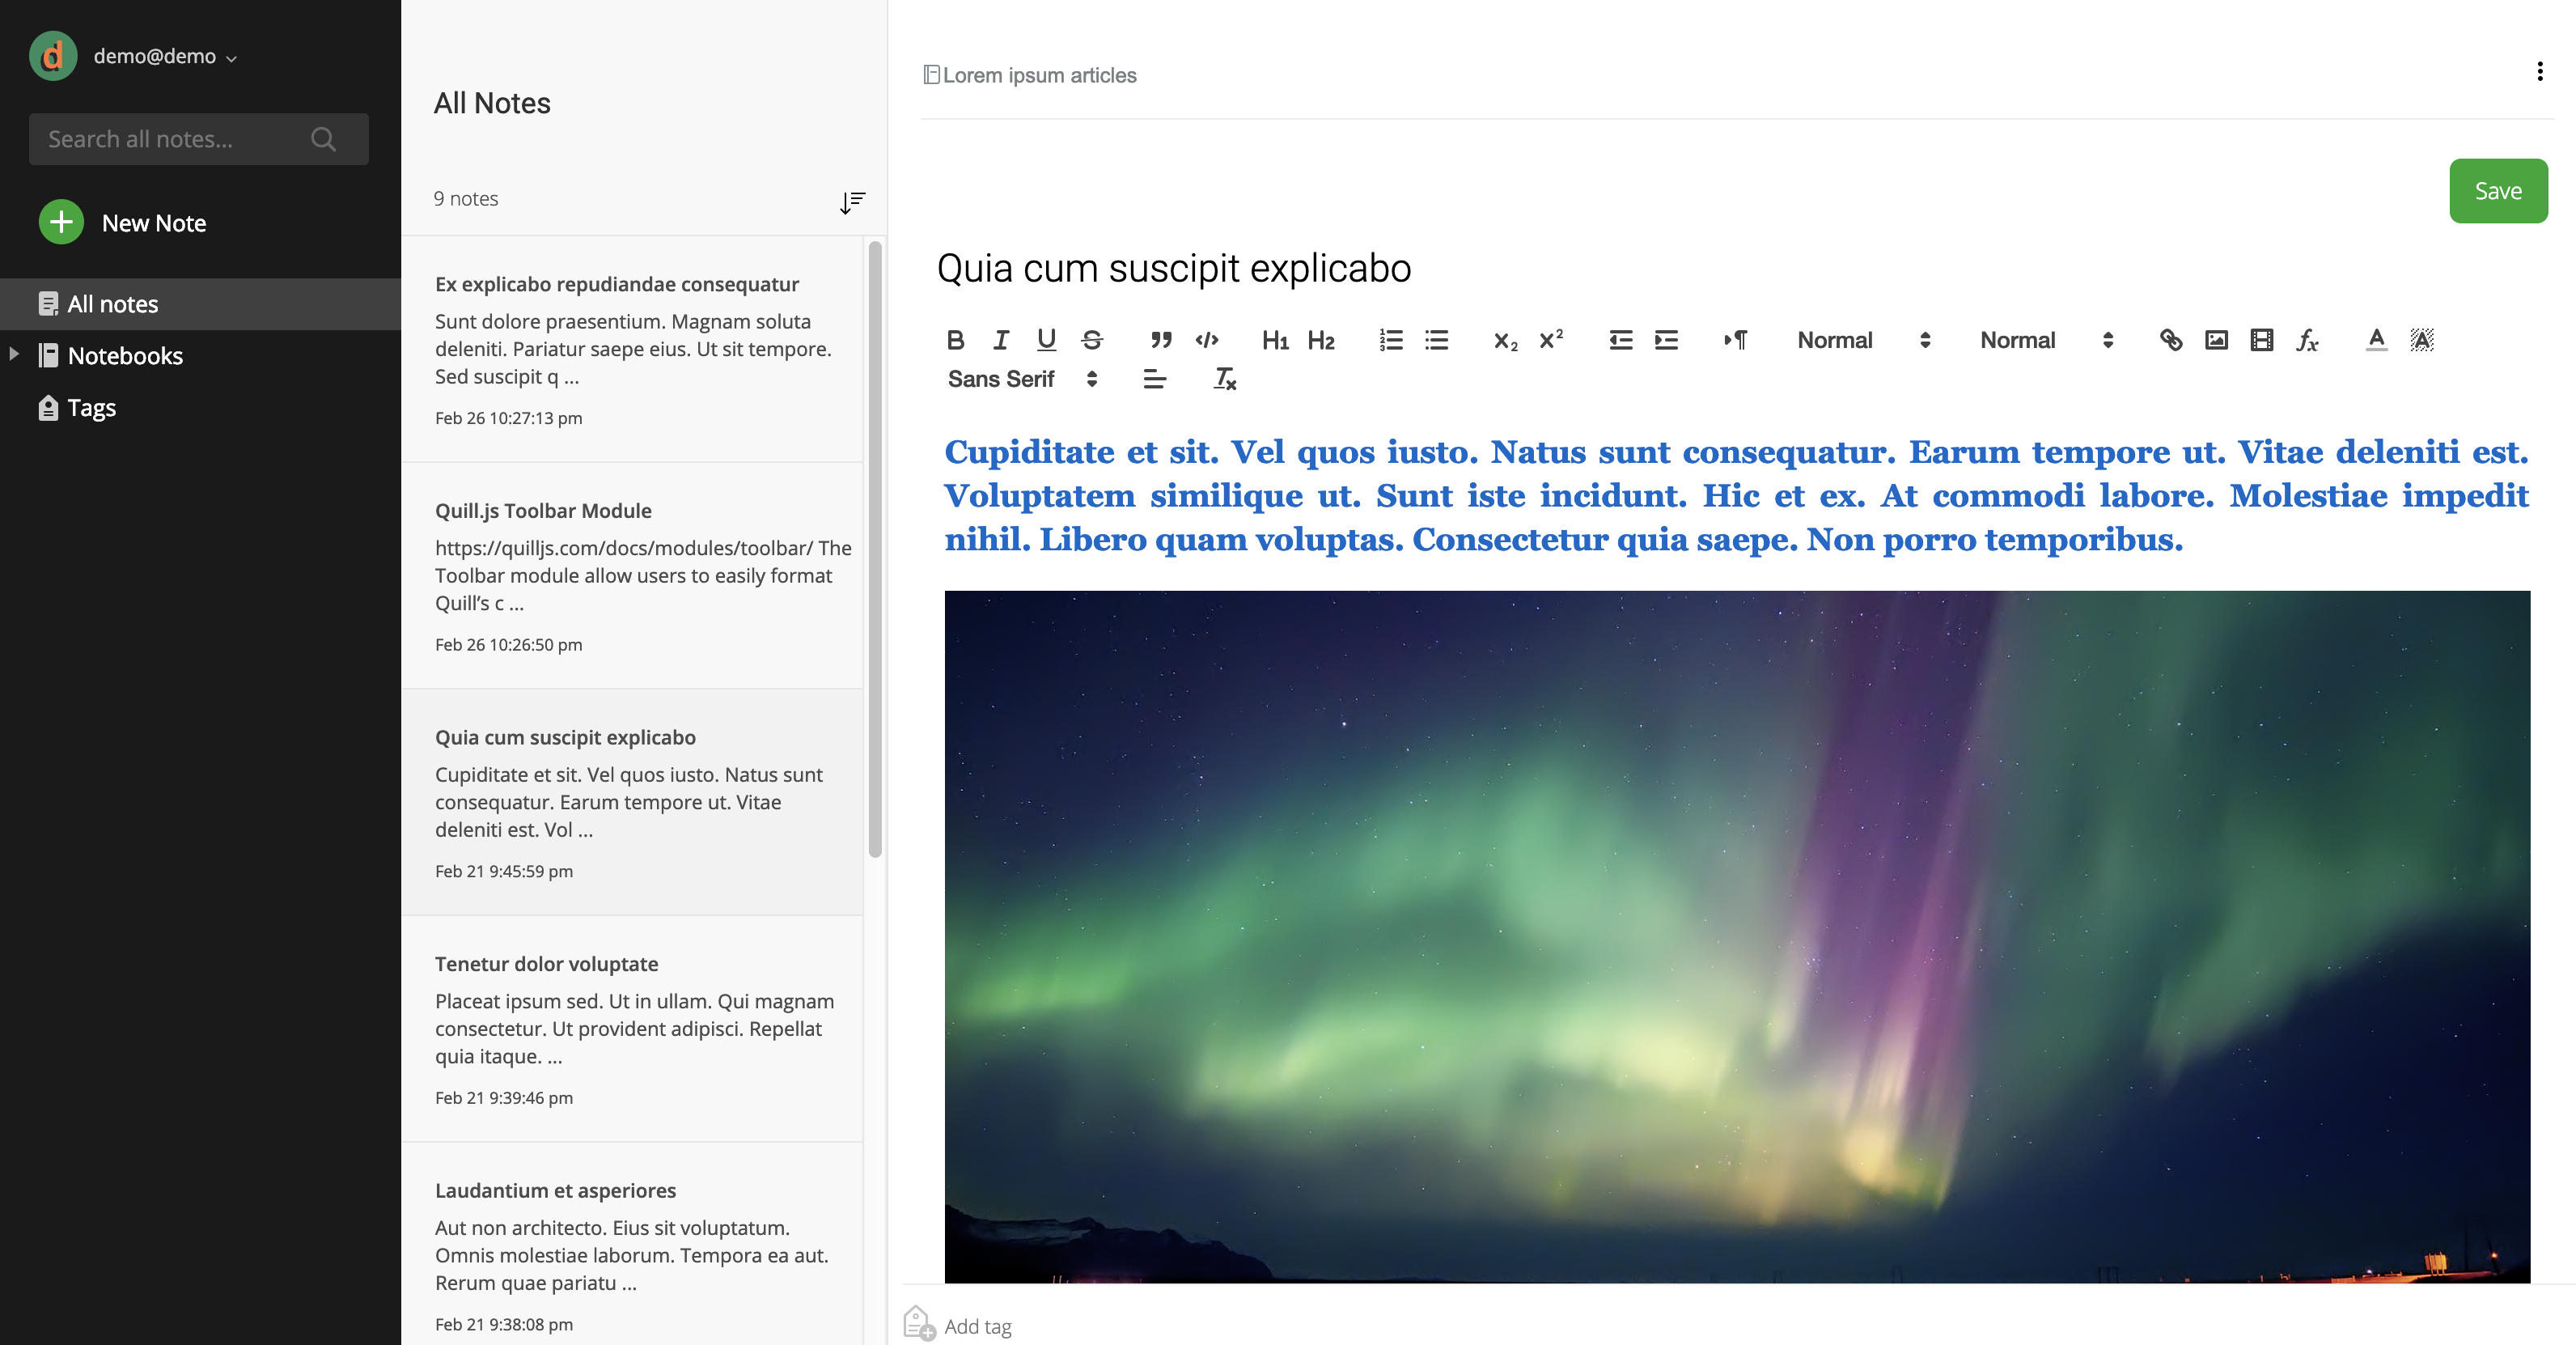 d
demo@demo
Search all notes...
New Note
All notes
Notebooks
Tags
All Notes
9 notes
Ex explicabo repudiandae consequatur
Sunt dolore praesentium. Magnam soluta
deleniti. Pariatur saepe eius. Ut sit tempore.
Sed suscipit q ...
Feb 26 10:27:13 pm
Quill.js Toolbar Module
https://quilljs.com/docs/modules/toolbar/ The
Toolbar module allow users to easily format
Quill’s c ...
Feb 26 10:26:50 pm
Quia cum suscipit explicabo
Cupiditate et sit. Vel quos iusto. Natus sunt
consequatur. Earum tempore ut. Vitae
deleniti est. Vol ...
Feb 21 9:45:59 pm
Tenetur dolor voluptate
Placeat ipsum sed. Ut in ullam. Qui magnam
consectetur. Ut provident adipisci. Repellat
quia itaque. ...
Feb 21 9:39:46 pm
Laudantium et asperiores
Aut non architecto. Eius sit voluptatum.
Omnis molestiae laborum. Tempora ea aut.
Rerum quae pariatu ...
Feb 21 9:38:08 pm
Lorem ipsum articles
Save
Quia cum suscipit explicabo
B I U S H1 H2 x2 x² Normal Normal fx A A
Sans Serif Tx
Cupiditate et sit. Vel quos iusto. Natus sunt consequatur. Earum tempore ut. Vitae deleniti est.
Voluptatem similique ut. Sunt iste incidunt. Hic et ex. At commodi labore. Molestiae impedit
nihil. Libero quam voluptas. Consectetur quia saepe. Non porro temporibus.
Add tag